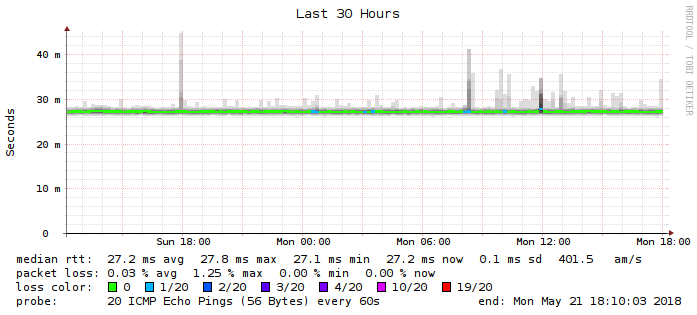 Last 30 Hours
RRDTOOL / TOBI OETIKER
Seconds
40 m
30 m
20 m
10 m
0
Sun 18:00 Mon 00:00 Mon 06:00 Mon 12:00 Mon 18:00
median rtt: 27.2 ms avg 27.8 ms max 27.1 ms min 27.2 ms now 0.1 ms sd 401.5 am/s
packet loss: 0.03 % avg 1.25 % max 0.00 % min 0.00 % now
loss color: 0 1/20 2/20 3/20 4/20 10/20 19/20
probe: 20 ICMP Echo Pings (56 Bytes) every 60s end: Mon May 21 18:10:03 2018